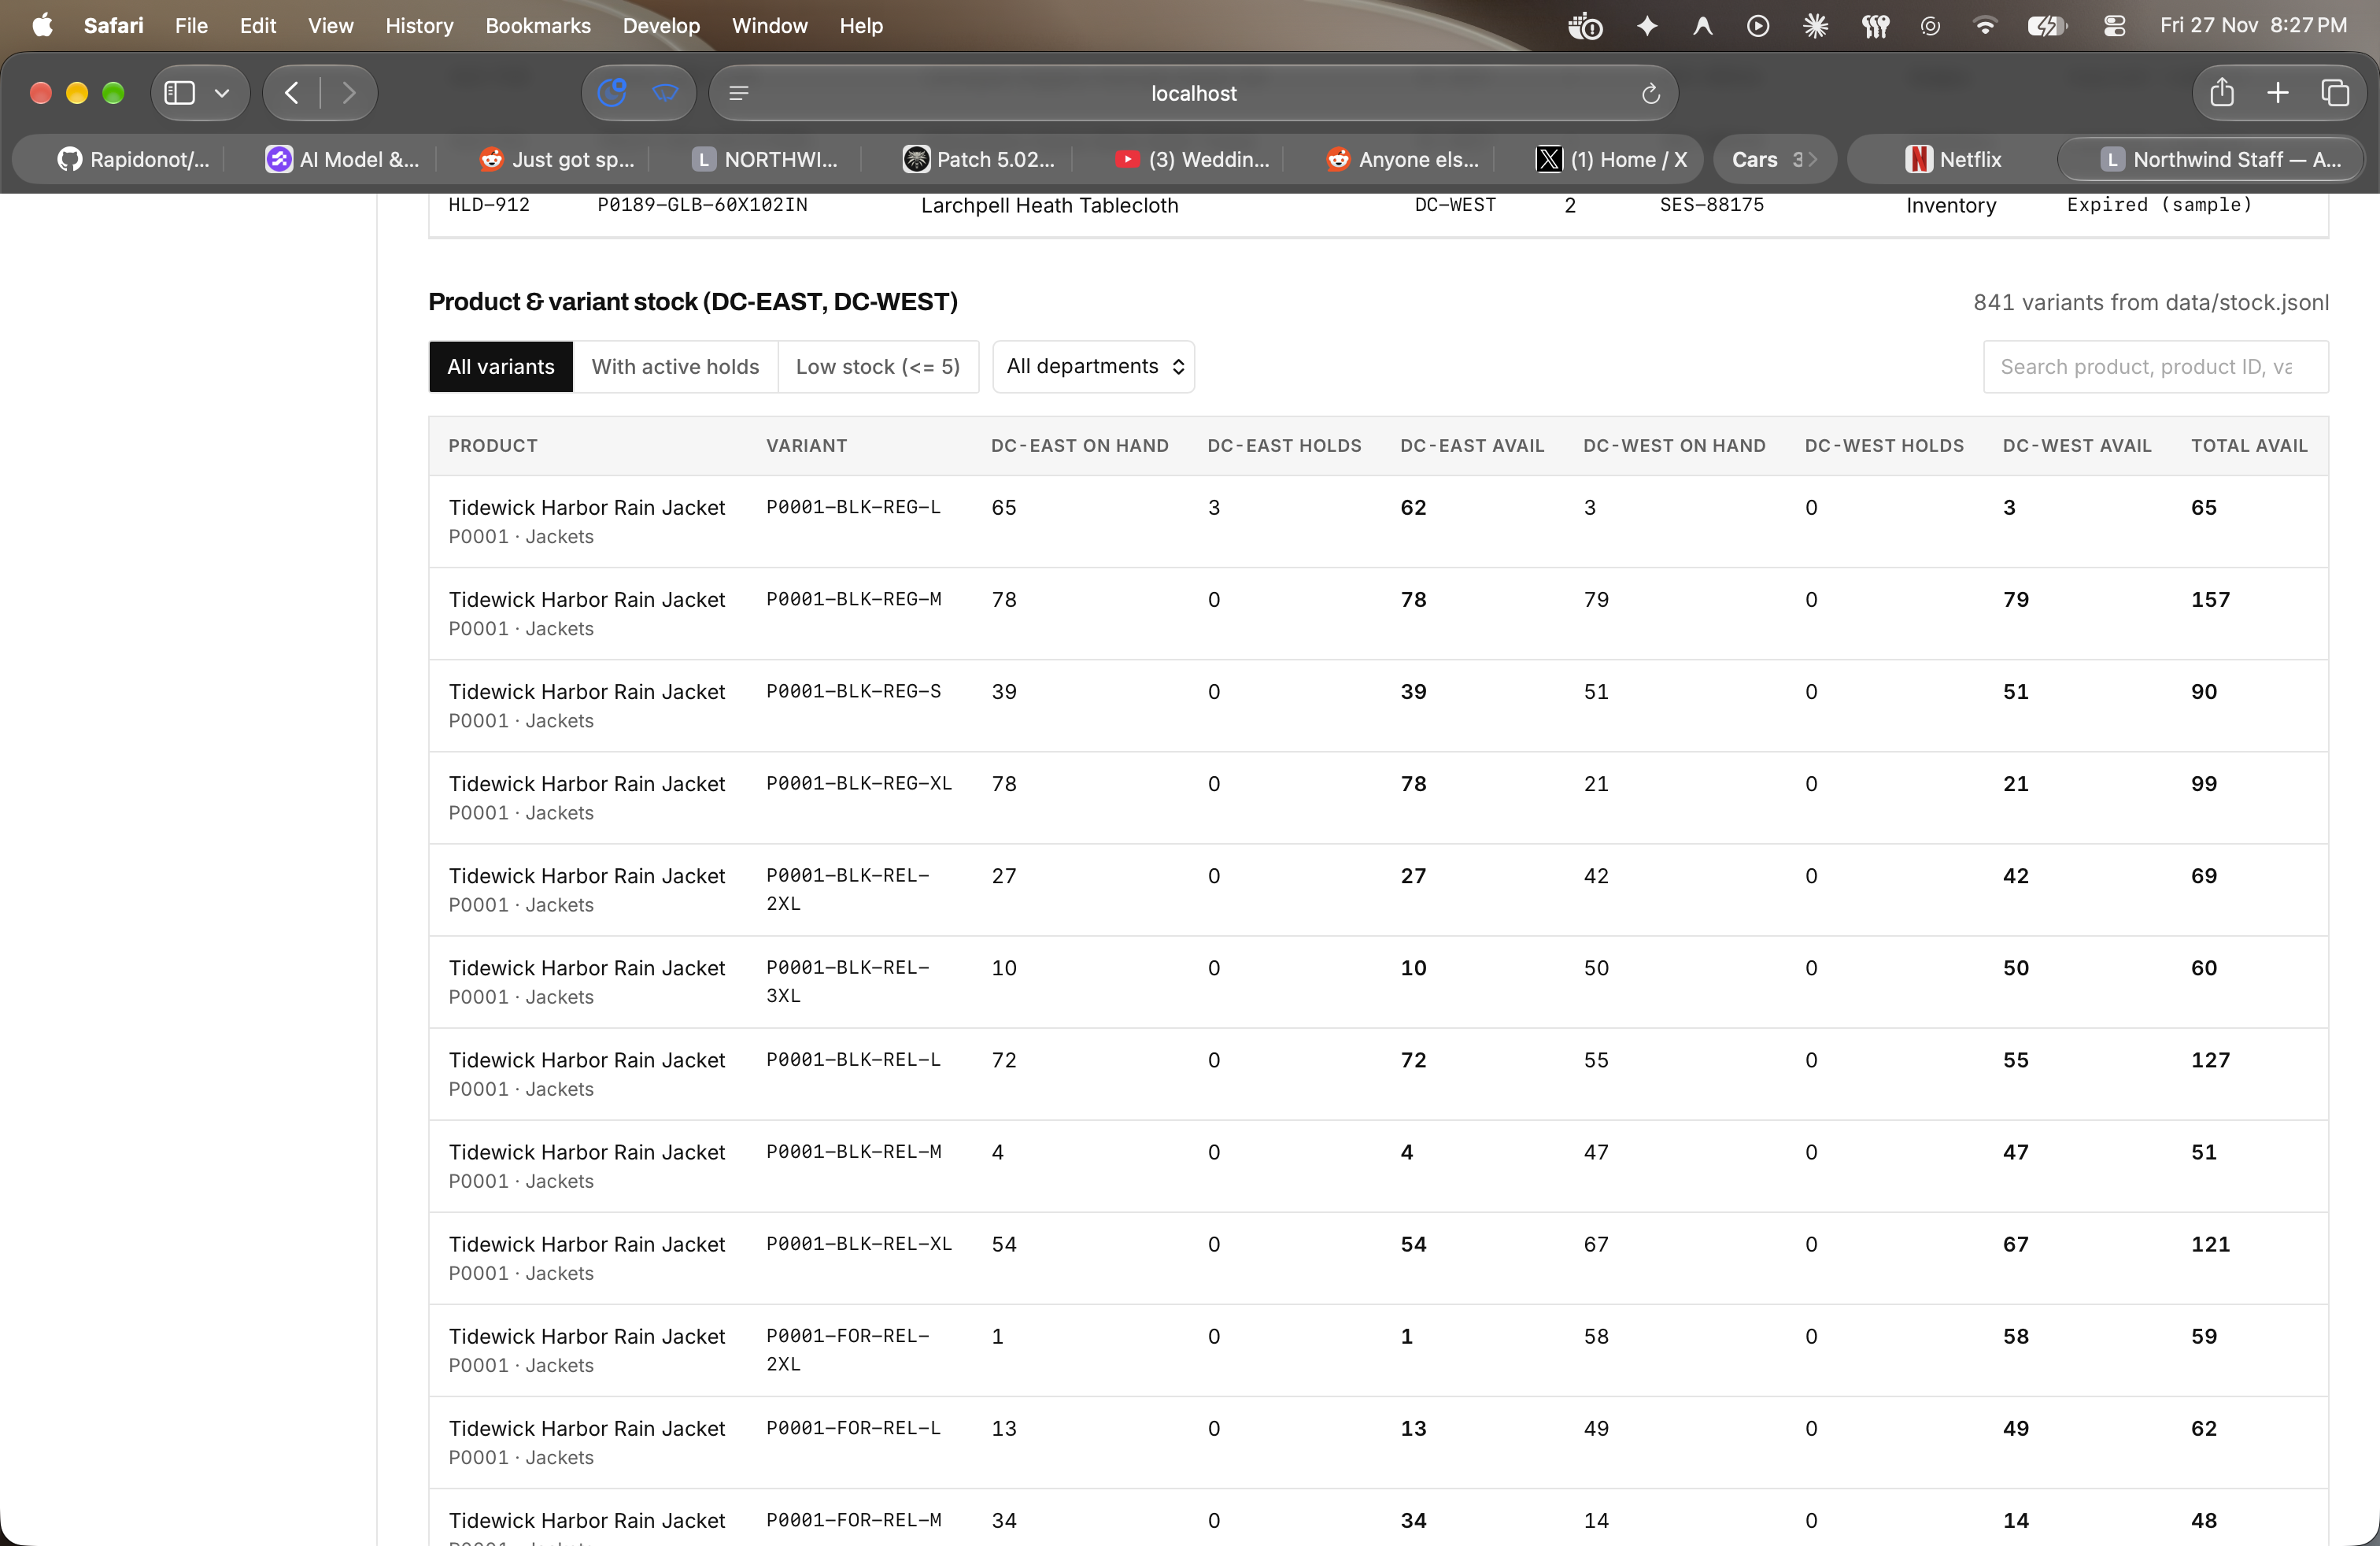 Safari File Edit View History Bookmarks Develop Window Help Fri 27 Nov 8:27 PM
localhost
Rapidonot/... AI Model &... Just got sp... L NORTHWI... Patch 5.02... (3) Weddin... Anyone els... (1) Home / X Cars 3 Netflix L Northwind Staff — A...
HLD-912 P0189-GLB-60X102IN Larchpell Heath Tablecloth DC-WEST 2 SES-88175 Inventory Expired (sample)
Product & variant stock (DC-EAST, DC-WEST) 841 variants from data/stock.jsonl
All variants With active holds Low stock (<= 5) All departments Search product, product ID, va
PRODUCT VARIANT DC-EAST ON HAND DC-EAST HOLDS DC-EAST AVAIL DC-WEST ON HAND DC-WEST HOLDS DC-WEST AVAIL TOTAL AVAIL
Tidewick Harbor Rain Jacket P0001-BLK-REG-L 65 3 62 3 0 3 65
P0001 · Jackets
Tidewick Harbor Rain Jacket P0001-BLK-REG-M 78 0 78 79 0 79 157
P0001 · Jackets
Tidewick Harbor Rain Jacket P0001-BLK-REG-S 39 0 39 51 0 51 90
P0001 · Jackets
Tidewick Harbor Rain Jacket P0001-BLK-REG-XL 78 0 78 21 0 21 99
P0001 · Jackets
Tidewick Harbor Rain Jacket P0001-BLK-REL- 27 0 27 42 0 42 69
P0001 · Jackets 2XL
Tidewick Harbor Rain Jacket P0001-BLK-REL- 10 0 10 50 0 50 60
P0001 · Jackets 3XL
Tidewick Harbor Rain Jacket P0001-BLK-REL-L 72 0 72 55 0 55 127
P0001 · Jackets
Tidewick Harbor Rain Jacket P0001-BLK-REL-M 4 0 4 47 0 47 51
P0001 · Jackets
Tidewick Harbor Rain Jacket P0001-BLK-REL-XL 54 0 54 67 0 67 121
P0001 · Jackets
Tidewick Harbor Rain Jacket P0001-FOR-REL- 1 0 1 58 0 58 59
P0001 · Jackets 2XL
Tidewick Harbor Rain Jacket P0001-FOR-REL-L 13 0 13 49 0 49 62
P0001 · Jackets
Tidewick Harbor Rain Jacket P0001-FOR-REL-M 34 0 34 14 0 14 48